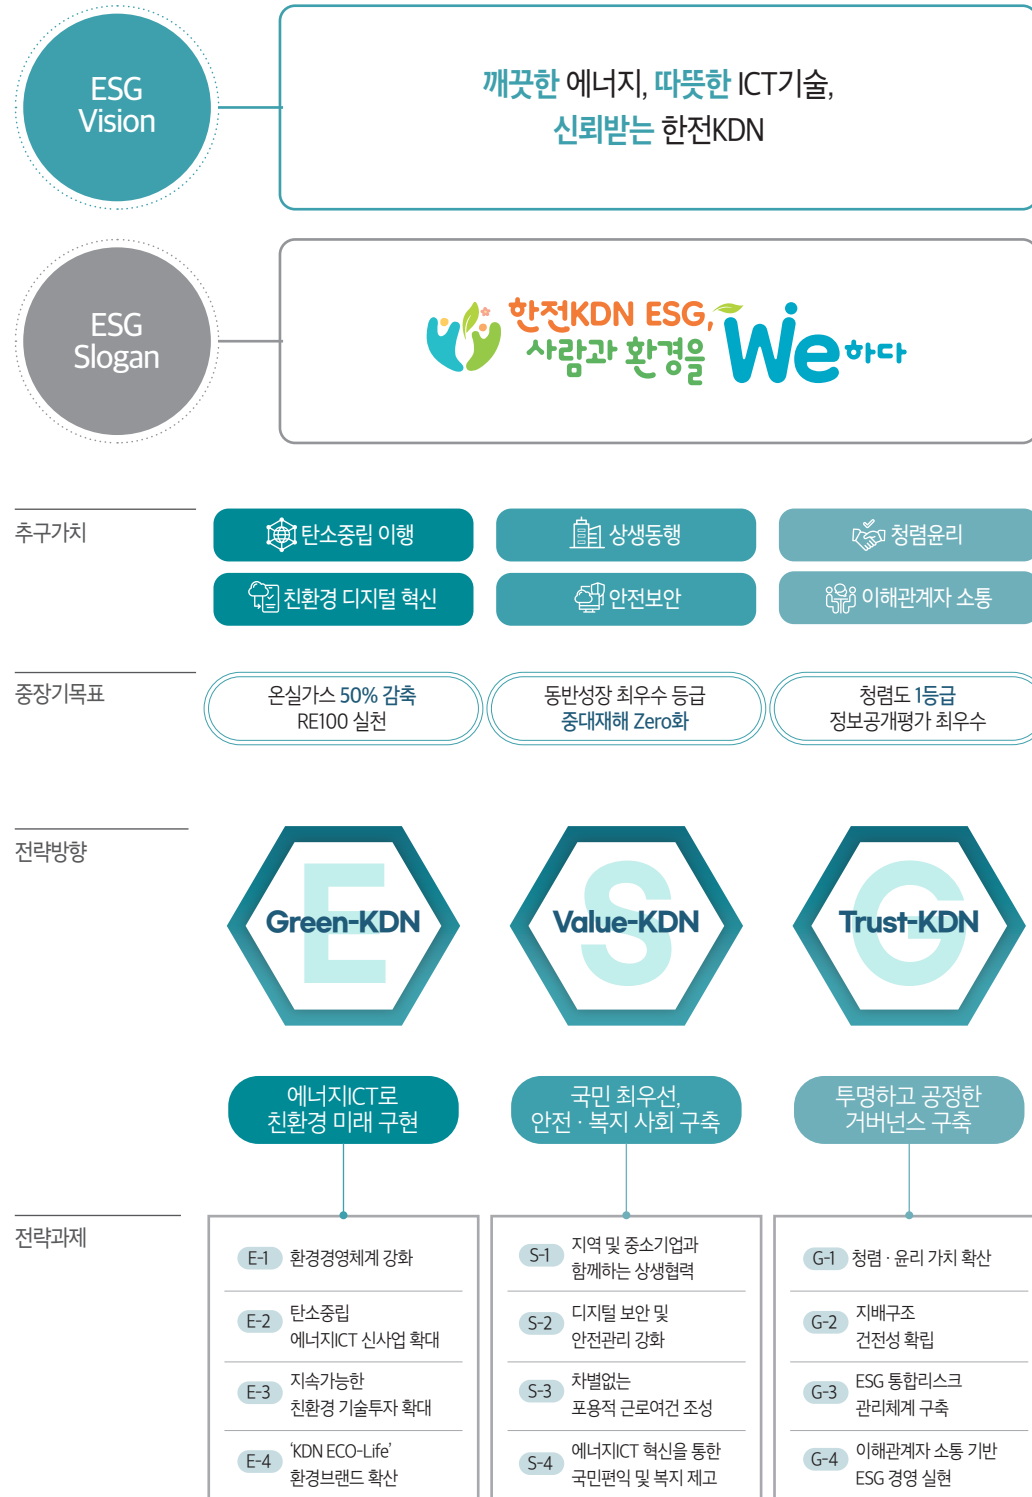 ESG
Vision
깨끗한 에너지, 따뜻한 ICT기술,
신뢰받는 한전KDN
ESG
Slogan
한전KDN ESG,
사람과 환경을 We하다
추구가치
탄소중립 이행
상생동행
청렴윤리
친환경 디지털 혁신
안전보안
이해관계자 소통
중장기목표
온실가스 50% 감축
RE100 실천
동반성장 최우수 등급
중대재해 Zero화
청렴도 1등급
정보공개평가 최우수
전략방향
E
Green-KDN
S
Value-KDN
G
Trust-KDN
에너지ICT로
친환경 미래 구현
국민 최우선,
안전 · 복지 사회 구축
투명하고 공정한
거버넌스 구축
전략과제
E-1 환경경영체계 강화
E-2 탄소중립
에너지ICT 신사업 확대
E-3 지속가능한
친환경 기술투자 확대
E-4 ‘KDN ECO-Life’
환경브랜드 확산
S-1 지역 및 중소기업과
함께하는 상생협력
S-2 디지털 보안 및
안전관리 강화
S-3 차별없는
포용적 근로여건 조성
S-4 에너지ICT 혁신을 통한
국민편익 및 복지 제고
G-1 청렴 · 윤리 가치 확산
G-2 지배구조
건전성 확립
G-3 ESG 통합리스크
관리체계 구축
G-4 이해관계자 소통 기반
ESG 경영 실현